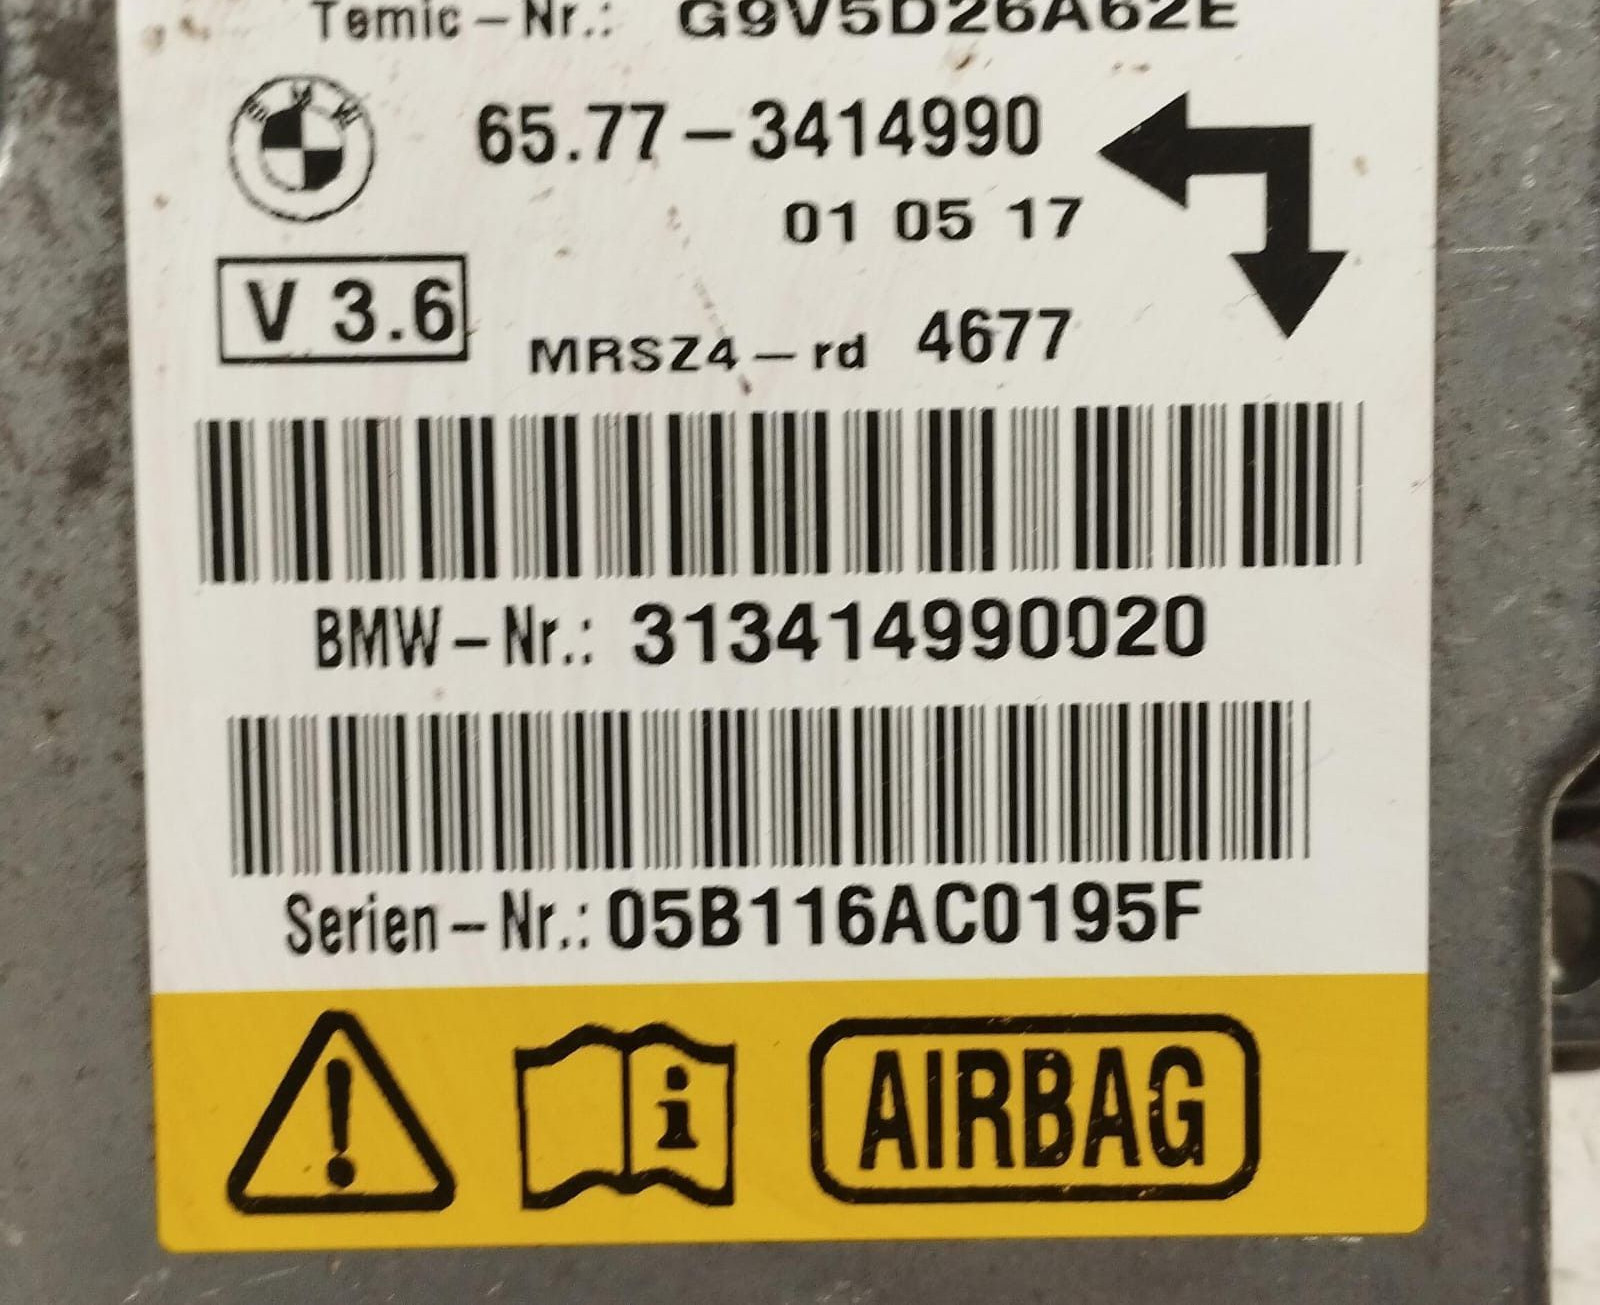 Temic-Nr.: G9V5D26A62E
65.77-3414990
01 05 17
V 3.6
MRSZ4-rd 4677
BMW-Nr.: 313414990020
Serien-Nr.: 05B116AC0195F
i
AIRBAG